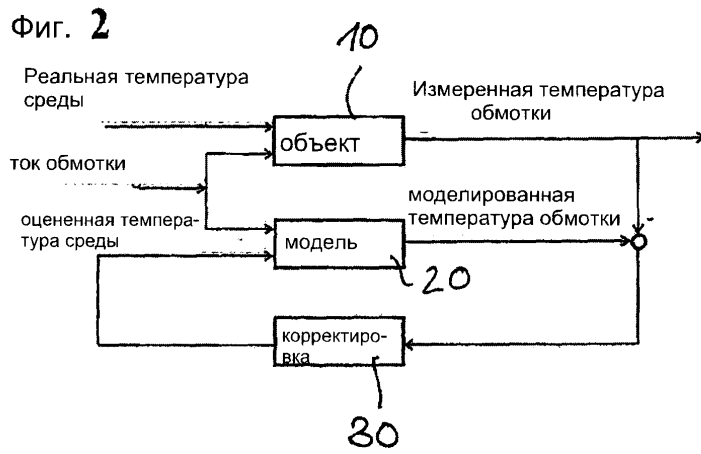 Фиг. 2
10
Реальная температура
среды
Измеренная температура
обмотки
объект
ток обмотки
моделированная
температура обмотки
оцененная темпера-
тура среды
-
модель
20
корректиро-
вка
30